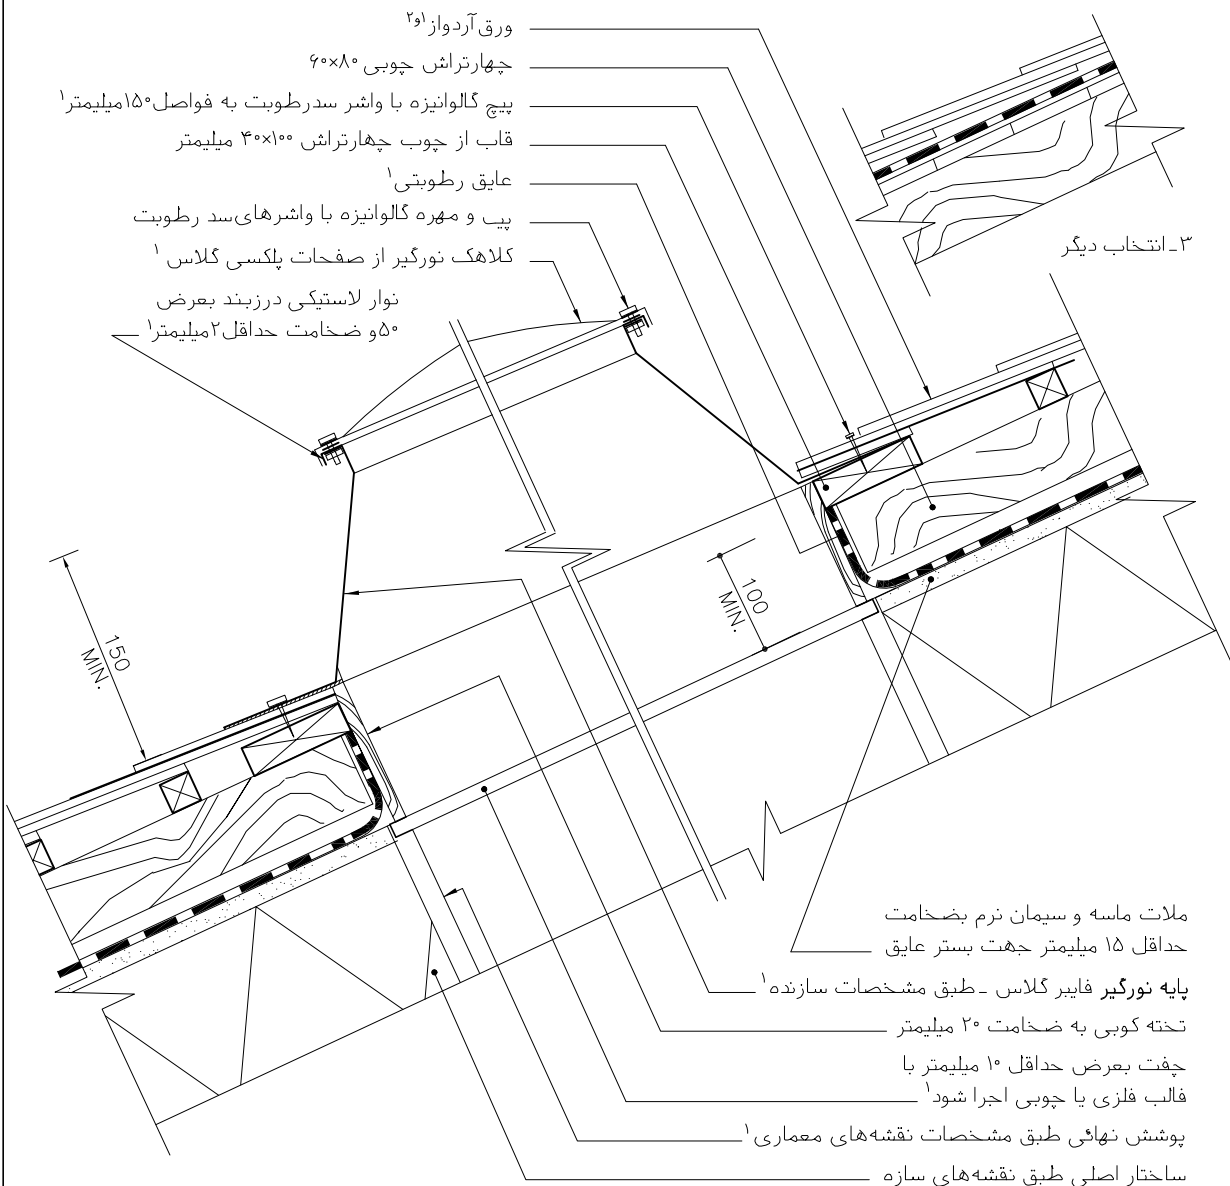 ورق آردواز ۱و۲
چهارتراش چوبی ۶۰×۸۰
پیچ گالوانیزه با واشر سدرطوبت به فواصل ۱۵۰میلیمتر ۱
قاب از چوب چهارتراش ۴۰×۱۰۰ میلیمتر
عایق رطوبتی ۱
پیب و مهره گالوانیزه با واشرهای سد رطوبت
کلاهک نورگیر از صفحات پلکسی گلاس ۱
نوار لاستیکی درزبند بعرض
۵۰و ضخامت حداقل ۲میلیمتر ۱
۳ـ انتخاب دیگر
100
MIN.
150
MIN.
ملات ماسه و سیمان نرم بضخامت
حداقل ۱۵ میلیمتر جهت بستر عایق
پایه نورگیر فایبر گلاس ـ طبق مشخصات سازنده ۱
تخته کوبی به ضخامت ۲۰ میلیمتر
چفت بعرض حداقل ۱۰ میلیمتر با
قالب فلزی یا چوبی اجرا شود ۱
پوشش نهائی طبق مشخصات نقشه‌های معماری ۱
ساختار اصلی طبق نقشه‌های سازه